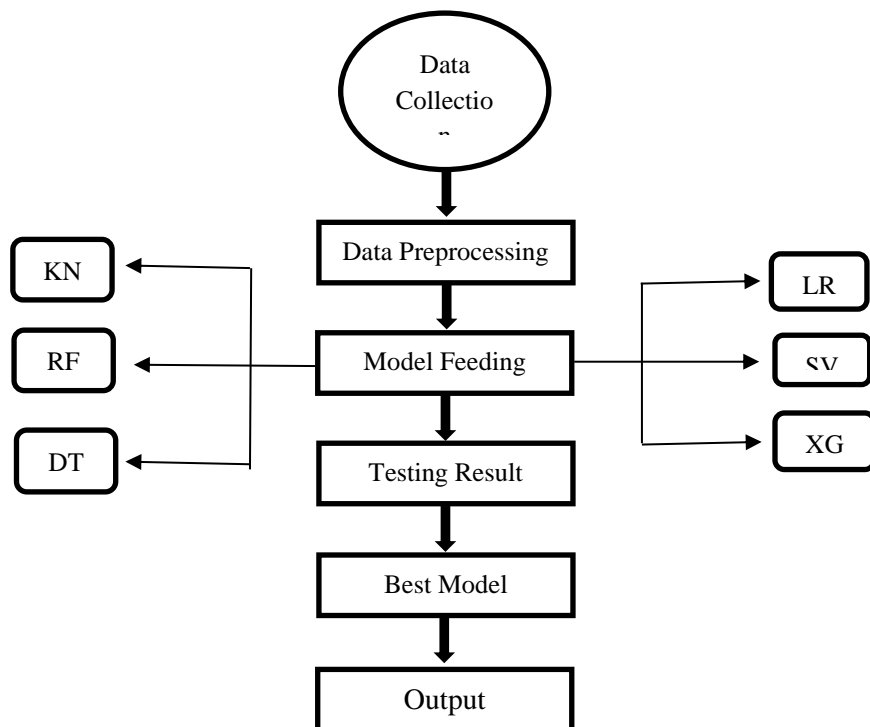 Data
Collectio
n
Data Preprocessing
KN
LR
RF
Model Feeding
SV
DT
XG
Testing Result
Best Model
Output